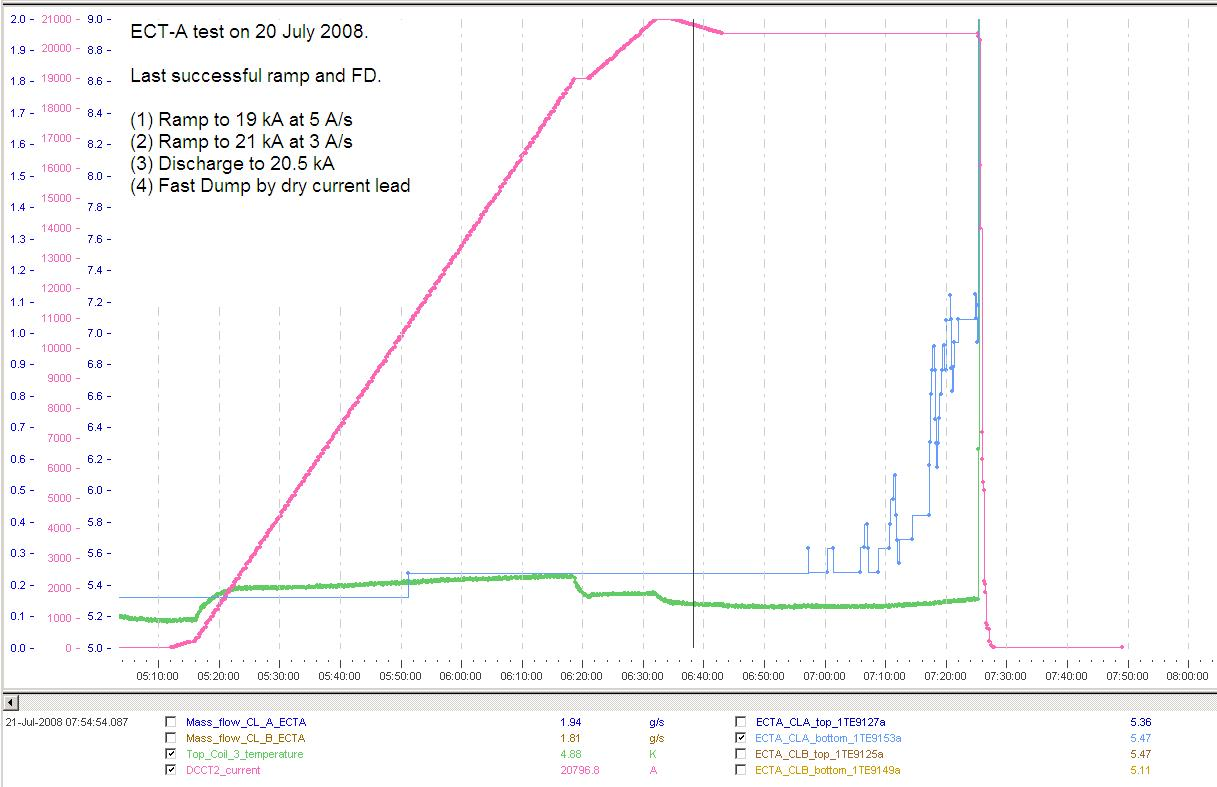 2.0 - 21000 - 9.0 -
1.9 - 20000 - 8.8 -
1.8 - 19000 - 8.6 -
1.7 - 18000 - 8.4 -
1.6 - 17000 - 8.2 -
16000 -
1.5 - 15000 - 8.0 -
1.4 - 14000 - 7.8 -
1.3 - 13000 - 7.6 -
1.2 - 12000 - 7.4 -
1.1 - 11000 - 7.2 -
1.0 - 10000 - 7.0 -
0.9 - 9000 - 6.8 -
0.8 - 8000 - 6.6 -
0.7 - 7000 - 6.4 -
0.6 - 6000 - 6.2 -
0.5 - 5000 - 6.0 -
0.4 - 4000 - 5.8 -
0.3 - 3000 - 5.6 -
0.2 - 2000 - 5.4 -
0.1 - 1000 - 5.2 -
0.0 - 0 - 5.0 -
ECT-A test on 20 July 2008.
Last successful ramp and FD.
(1) Ramp to 19 kA at 5 A/s
(2) Ramp to 21 kA at 3 A/s
(3) Discharge to 20.5 kA
(4) Fast Dump by dry current lead
05:10:00 05:20:00 05:30:00 05:40:00 05:50:00 06:00:00 06:10:00 06:20:00 06:30:00 06:40:00 06:50:00 07:00:00 07:10:00 07:20:00 07:30:00 07:40:00 07:50:00 08:00:00
21-Jul-2008 07:54:54.087 Mass_flow_CL_A_ECTA 1.94 g/s ECTA_CLA_top_1TE9127a 5.36
Mass_flow_CL_B_ECTA 1.81 g/s ECTA_CLA_bottom_1TE9153a 5.47
Top_Coil_3_temperature 4.88 K ECTA_CLB_top_1TE9125a 5.47
DCCT2_current 20796.8 A ECTA_CLB_bottom_1TE9149a 5.11